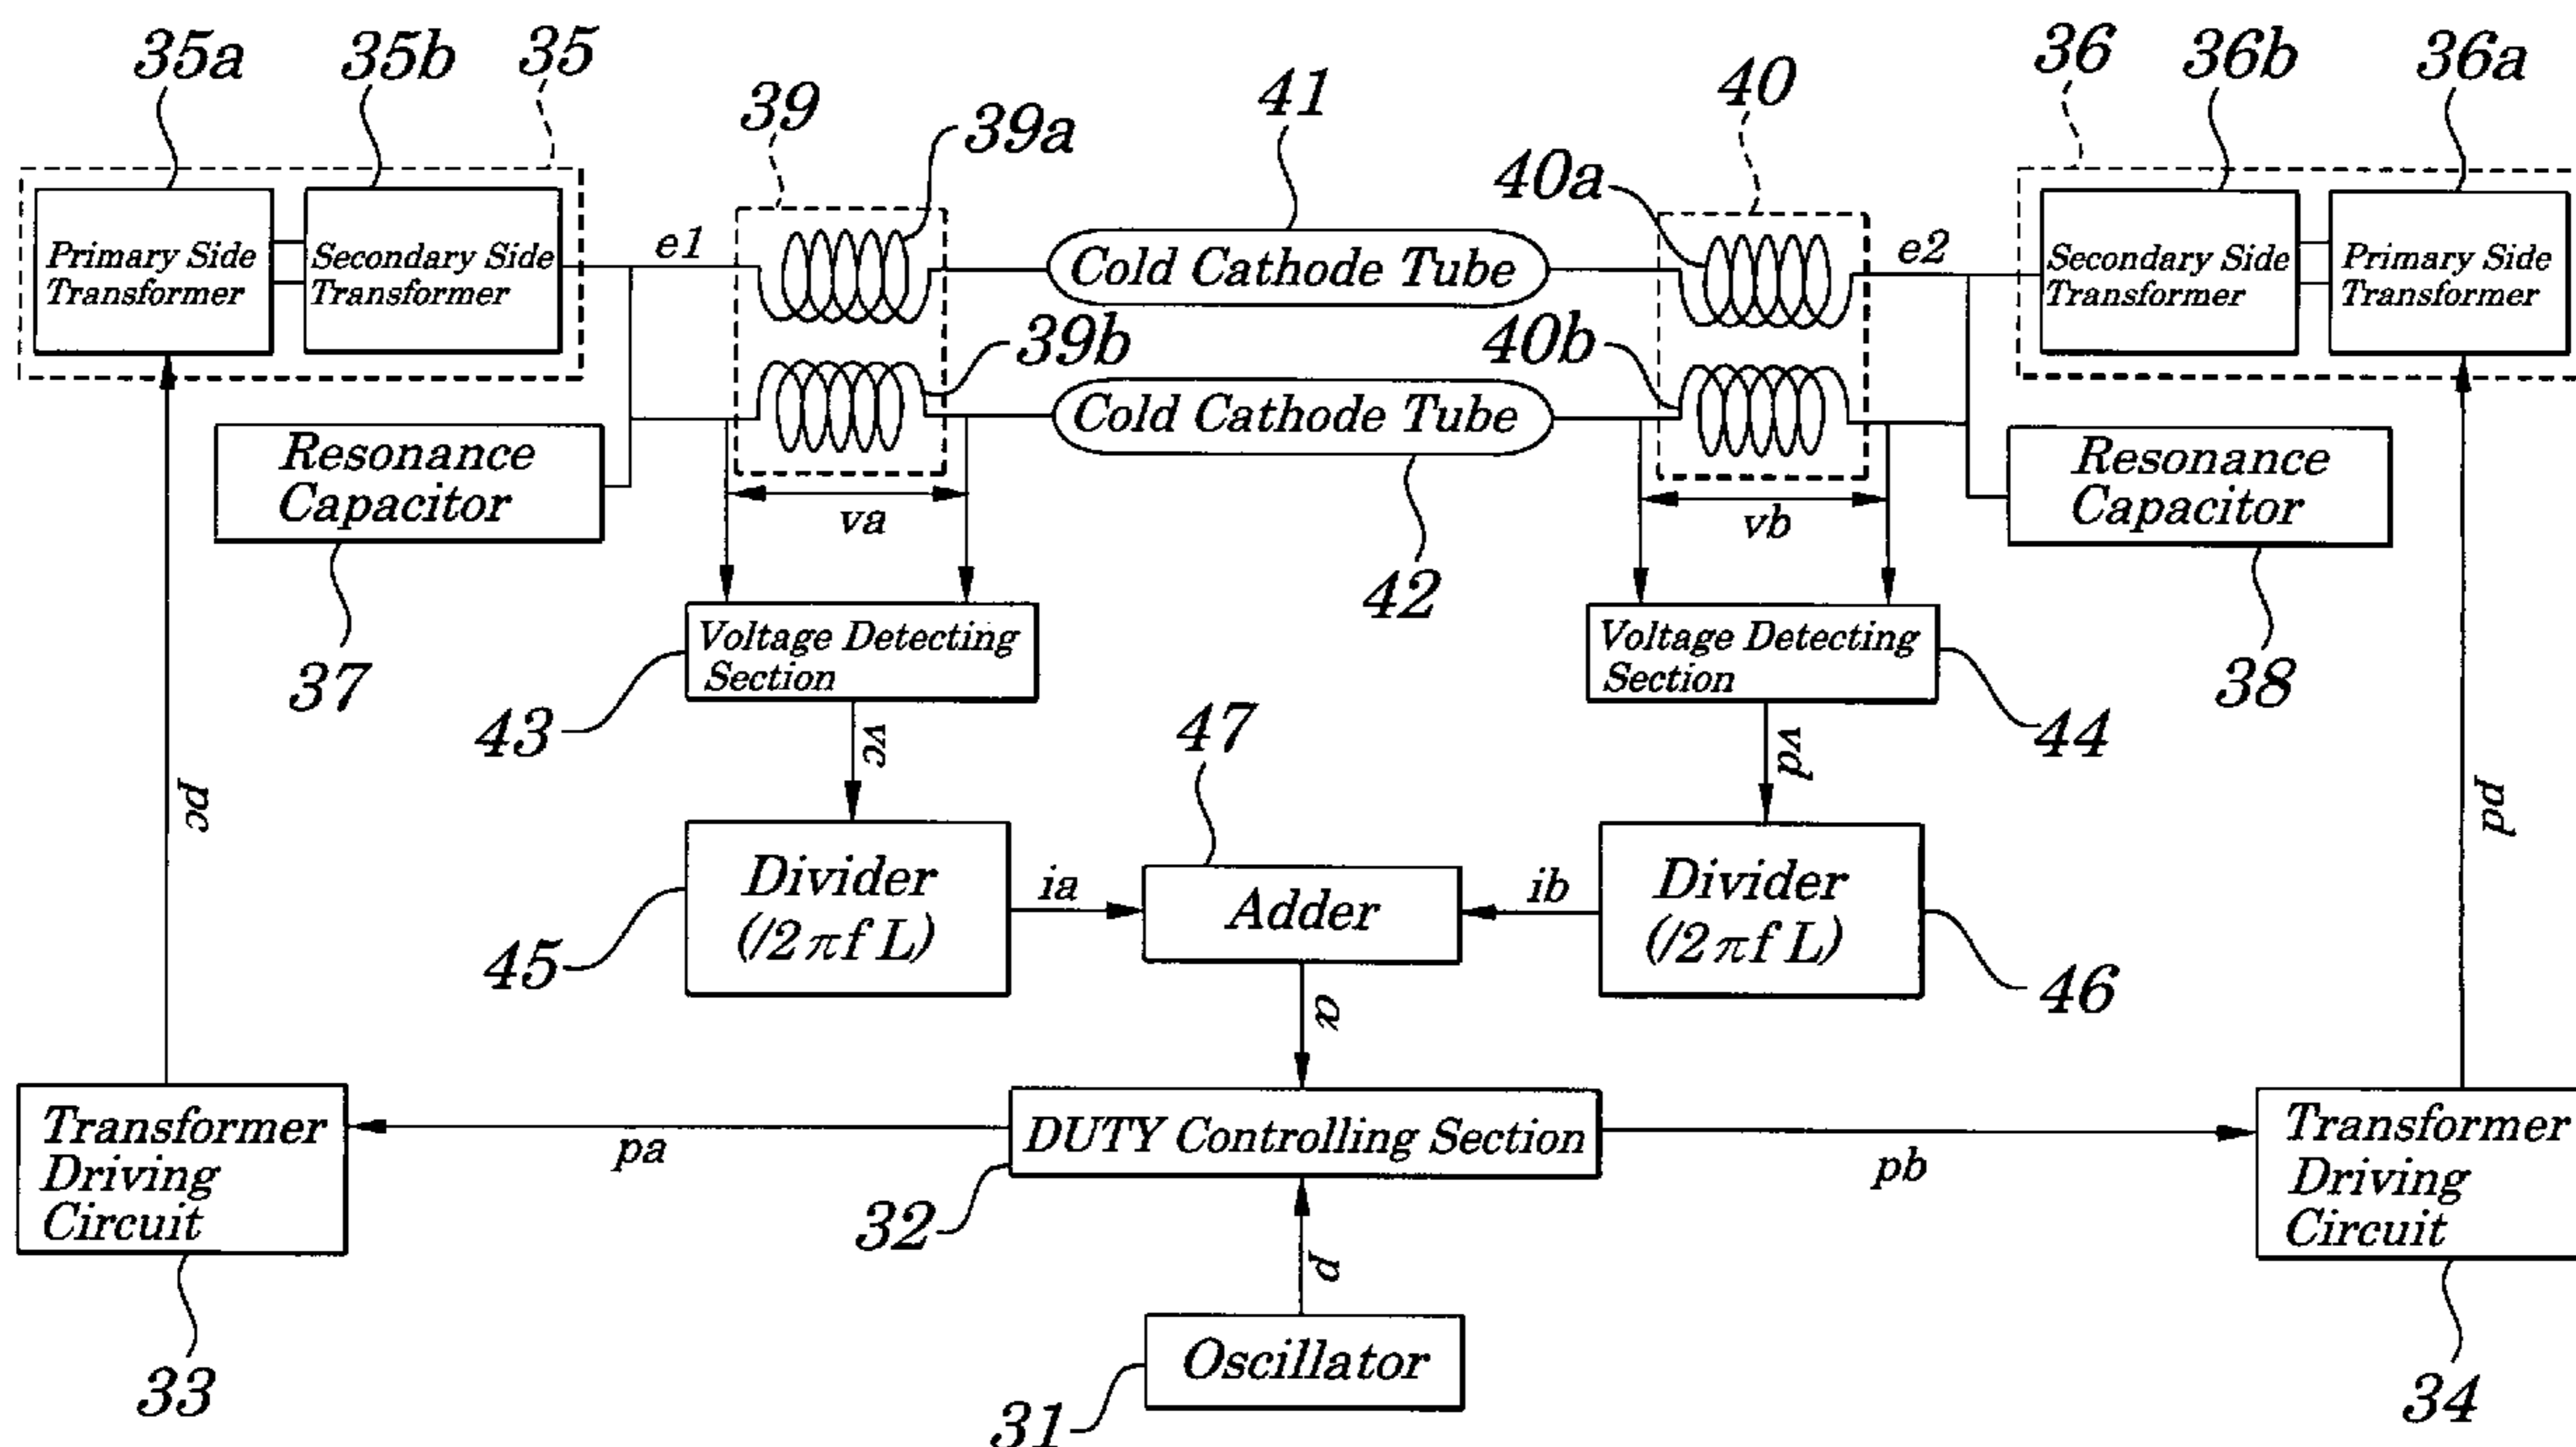 35a
35b
35
39
39a
41
40
40a
36
36b
36a
Primary Side
Transformer
Secondary Side
Transformer
e1
Cold Cathode Tube
e2
Secondary Side
Transformer
Primary Side
Transformer
39b
40b
Cold Cathode Tube
Resonance
Capacitor
va
vb
Resonance
Capacitor
37
42
38
Voltage Detecting
Section
Voltage Detecting
Section
43
44
vc
47
vd
pc
pd
Divider
(/2πfL)
ia
Adder
ib
Divider
(/2πfL)
45
46
α
Transformer
Driving
Circuit
pa
DUTY Controlling Section
pb
Transformer
Driving
Circuit
32
p
33
31
Oscillator
34